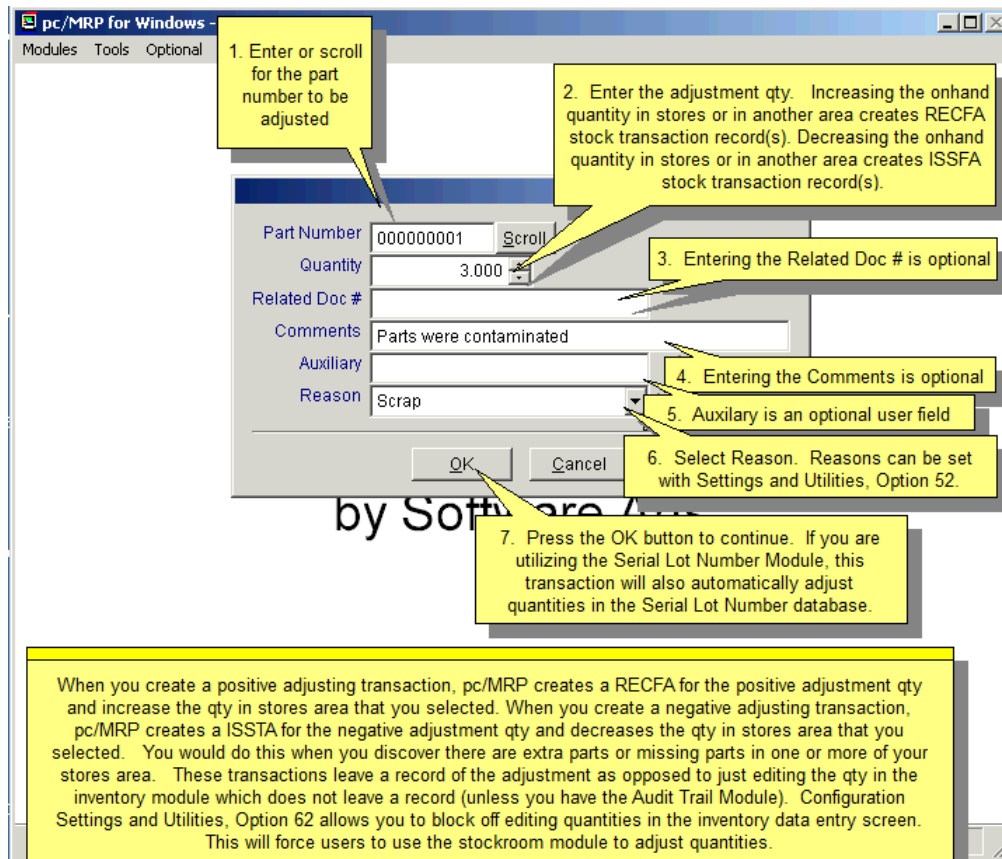 pc/MRP for Windows -
Modules Tools Optional
1. Enter or scroll
for the part
number to be
adjusted
2. Enter the adjustment qty. Increasing the onhand
quantity in stores or in another area creates RECFA
stock transaction record(s). Decreasing the onhand
quantity in stores or in another area creates ISSFA
stock transaction record(s).
Part Number 000000001 Scroll
Quantity 3.000
3. Entering the Related Doc # is optional
Related Doc #
Comments Parts were contaminated
Auxiliary
4. Entering the Comments is optional
Reason Scrap
5. Auxilary is an optional user field
6. Select Reason. Reasons can be set
with Settings and Utilities, Option 52.
OK Cancel
by Software
7. Press the OK button to continue. If you are
utilizing the Serial Lot Number Module, this
transaction will also automatically adjust
quantities in the Serial Lot Number database.
When you create a positive adjusting transaction, pc/MRP creates a RECFA for the positive adjustment qty
and increase the qty in stores area that you selected. When you create a negative adjusting transaction,
pc/MRP creates a ISSTA for the negative adjustment qty and decreases the qty in stores area that you
selected. You would do this when you discover there are extra parts or missing parts in one or more of your
stores area. These transactions leave a record of the adjustment as opposed to just editing the qty in the
inventory module which does not leave a record (unless you have the Audit Trail Module). Configuration
Settings and Utilities, Option 62 allows you to block off editing quantities in the inventory data entry screen.
This will force users to use the stockroom module to adjust quantities.